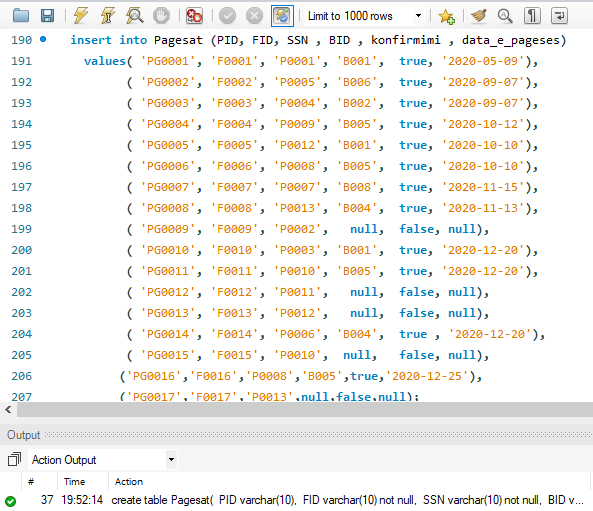 Limit to 1000 rows
190 insert into Pagesat (PID, FID, SSN , BID , konfirmimi , data_e_pageses)
191 values( 'PG0001', 'F0001', 'P0001', 'B001', true, '2020-05-09'),
192 ( 'PG0002', 'F0002', 'P0005', 'B006', true, '2020-09-07'),
193 ( 'PG0003', 'F0003', 'P0004', 'B002', true, '2020-09-07'),
194 ( 'PG0004', 'F0004', 'P0009', 'B005', true, '2020-10-12'),
195 ( 'PG0005', 'F0005', 'P0012', 'B001', true, '2020-10-10'),
196 ( 'PG0006', 'F0006', 'P0008', 'B005', true, '2020-10-10'),
197 ( 'PG0007', 'F0007', 'P0007', 'B008', true, '2020-11-15'),
198 ( 'PG0008', 'F0008', 'P0013', 'B004', true, '2020-11-13'),
199 ( 'PG0009', 'F0009', 'P0002', null, false, null),
200 ( 'PG0010', 'F0010', 'P0003', 'B001', true, '2020-12-20'),
201 ( 'PG0011', 'F0011', 'P0010', 'B005', true, '2020-12-20'),
202 ( 'PG0012', 'F0012', 'P0011', null, false, null),
203 ( 'PG0013', 'F0013', 'P0012', null, false, null),
204 ( 'PG0014', 'F0014', 'P0006', 'B004', true , '2020-12-20'),
205 ( 'PG0015', 'F0015', 'P0010', null, false, null),
206 ('PG0016','F0016','P0008','B005',true,'2020-12-25'),
207 ('PG0017','F0017','P0013',null,false,null);
Output
Action Output
# Time Action
37 19:52:14 create table Pagesat( PID varchar(10), FID varchar(10) not null, SSN varchar(10) not null, BID v...